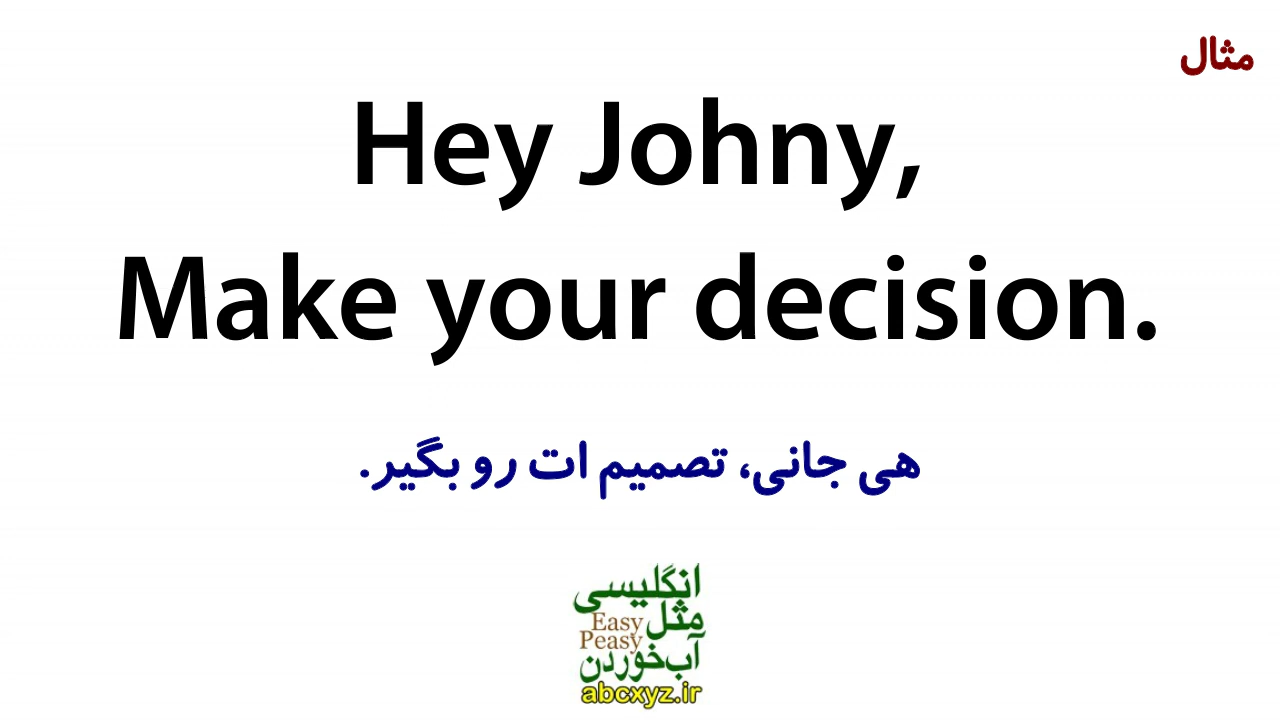 مثال
Hey Johny,
Make your decision.
هی جانی، تصمیم ات رو بگیر.
انگلیسی
مثل
Easy
Peasy
آب‌خوردن
abcxyz.ir